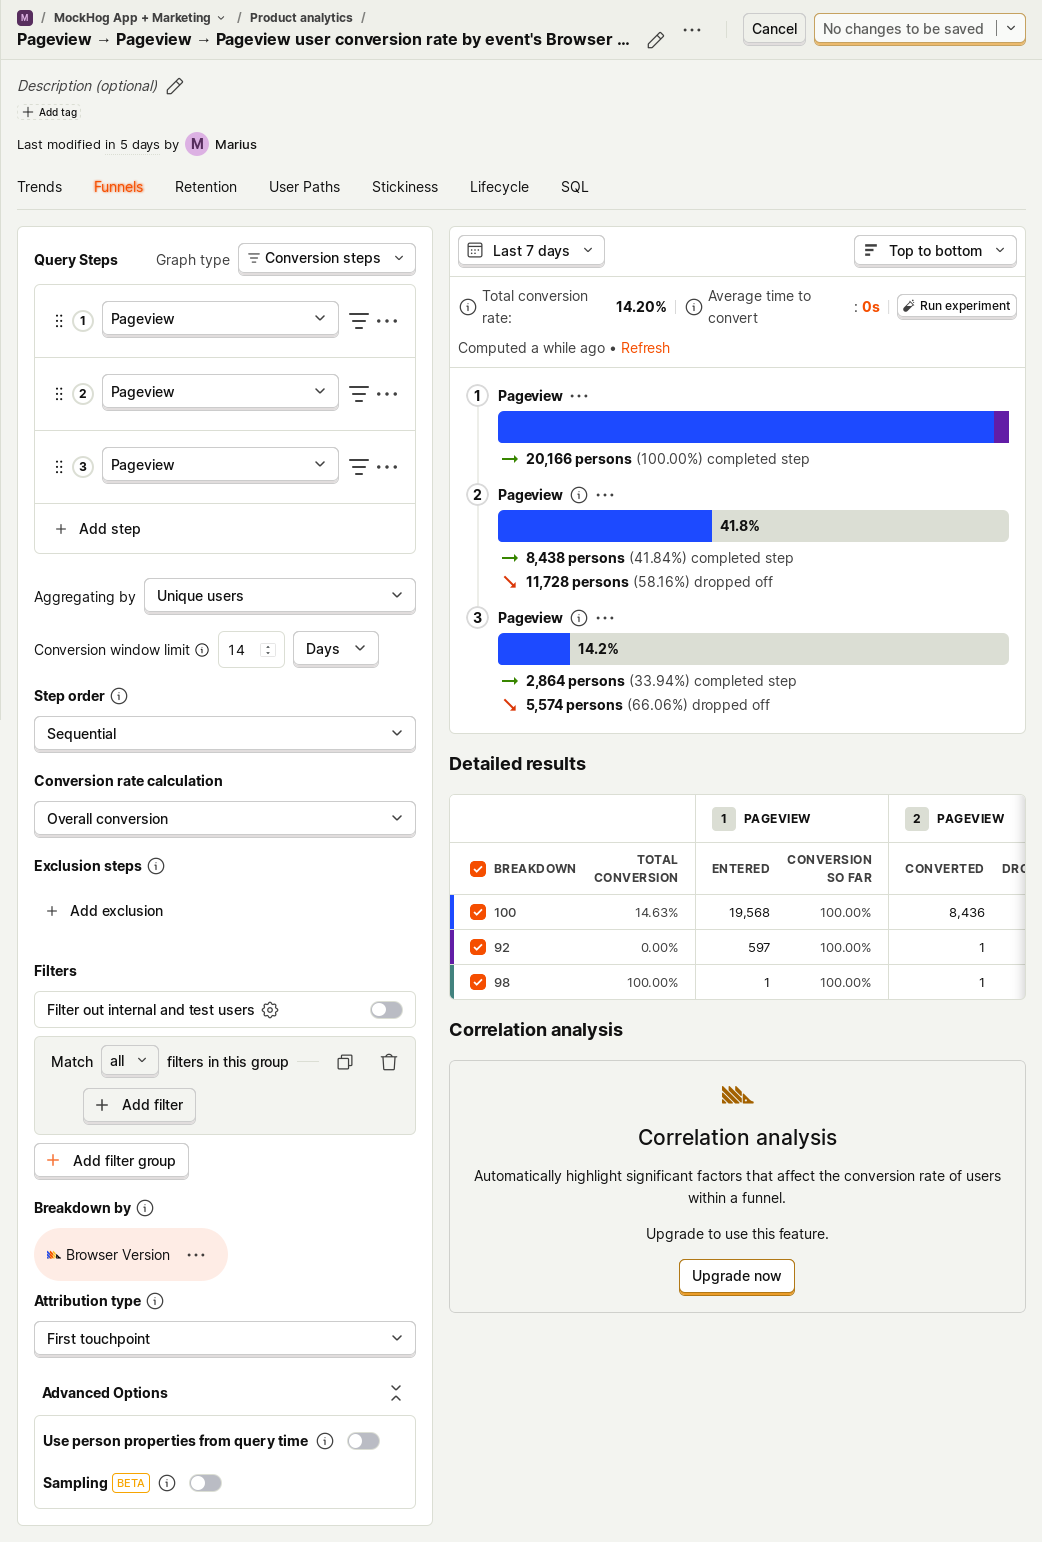 M / MockHog App + Marketing / Product analytics /
Pageview → Pageview → Pageview user conversion rate by event's Browser ...
Cancel
No changes to be saved
Description (optional)
Add tag
Last modified in 5 days by M Marius
Trends Funnels Retention User Paths Stickiness Lifecycle SQL
Query Steps Graph type Conversion steps
1 Pageview
2 Pageview
3 Pageview
Add step
Aggregating by Unique users
Conversion window limit 14 Days
Step order
Sequential
Conversion rate calculation
Overall conversion
Exclusion steps
Add exclusion
Filters
Filter out internal and test users
Match all filters in this group
Add filter
Add filter group
Breakdown by
Browser Version
Attribution type
First touchpoint
Advanced Options
Use person properties from query time
Sampling BETA
Last 7 days Top to bottom
Total conversion rate: 14.20% Average time to convert : 0s Run experiment
Computed a while ago • Refresh
1 Pageview
20,166 persons (100.00%) completed step
2 Pageview
41.8%
8,438 persons (41.84%) completed step
11,728 persons (58.16%) dropped off
3 Pageview
14.2%
2,864 persons (33.94%) completed step
5,574 persons (66.06%) dropped off
Detailed results
1 PAGEVIEW 2 PAGEVIEW
BREAKDOWN TOTAL CONVERSION ENTERED CONVERSION SO FAR CONVERTED DRO
100 14.63% 19,568 100.00% 8,436
92 0.00% 597 100.00% 1
98 100.00% 1 100.00% 1
Correlation analysis
Correlation analysis
Automatically highlight significant factors that affect the conversion rate of users
within a funnel.
Upgrade to use this feature.
Upgrade now